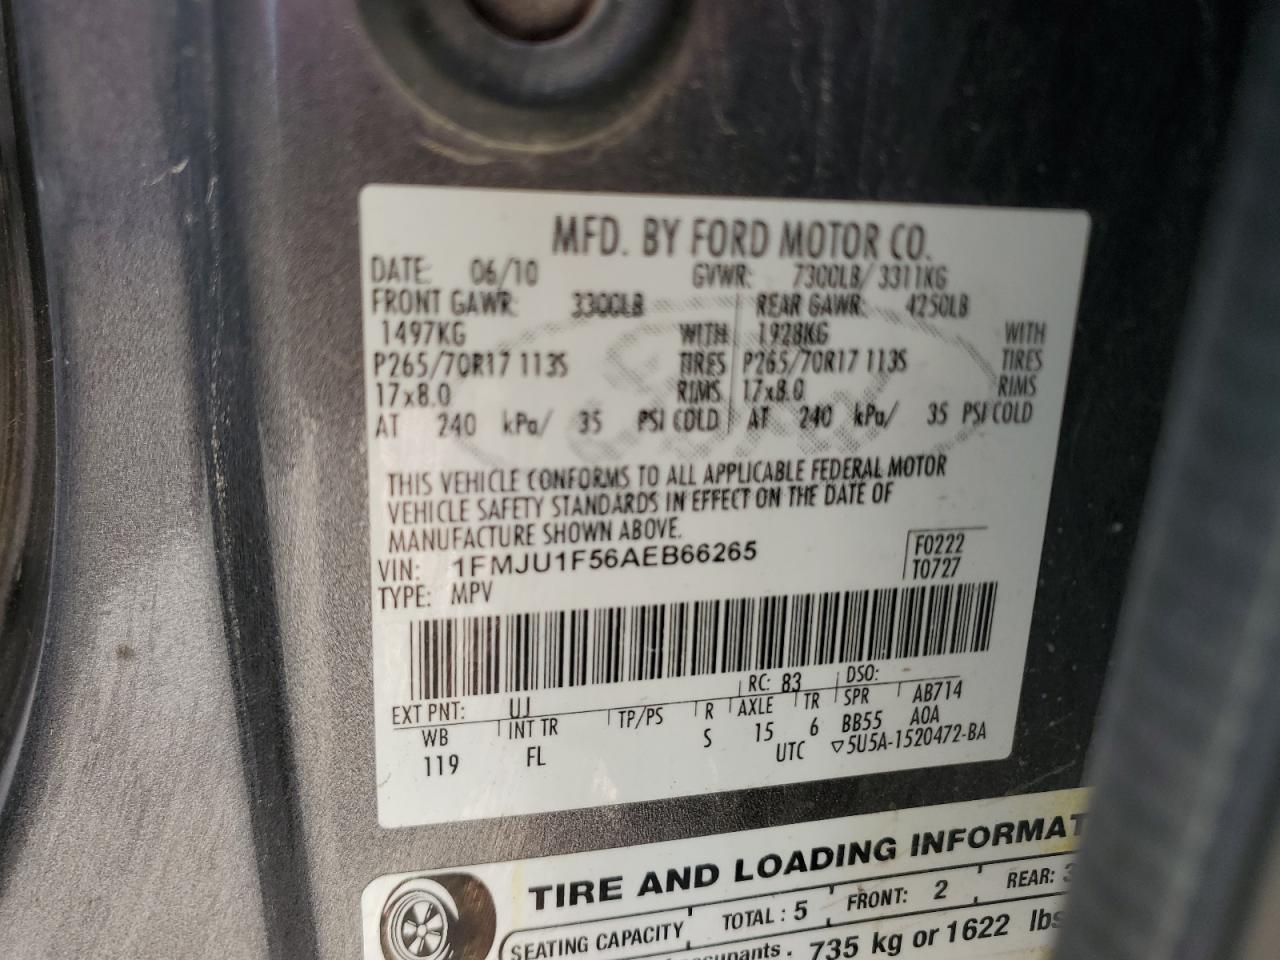 MFD. BY FORD MOTOR CO.
DATE: 06/10 GVWR: 7300LB/ 3311KG
FRONT GAWR: 3300LB REAR GAWR: 4250LB
1497KG WITH 1928KG WITH
P265/70R17 113S TIRES P265/70R17 113S TIRES
17x8.0 RIMS 17x8.0 RIMS
AT 240 kPa/ 35 PSI COLD AT 240 kPa/ 35 PSI COLD
THIS VEHICLE CONFORMS TO ALL APPLICABLE FEDERAL MOTOR
VEHICLE SAFETY STANDARDS IN EFFECT ON THE DATE OF
MANUFACTURE SHOWN ABOVE.
VIN: 1FMJU1F56AEB66265 F0222
TYPE: MPV T0727
EXT PNT: UJ RC: 83 DSO:
WB INT TR TP/PS R AXLE TR SPR AB714
119 FL S 15 6 BB55 A0A
UTC ▽5U5A-1520472-BA
TIRE AND LOADING INFORMAT
SEATING CAPACITY TOTAL : 5 FRONT: 2 REAR: 3
cupants. 735 kg or 1622 lbs